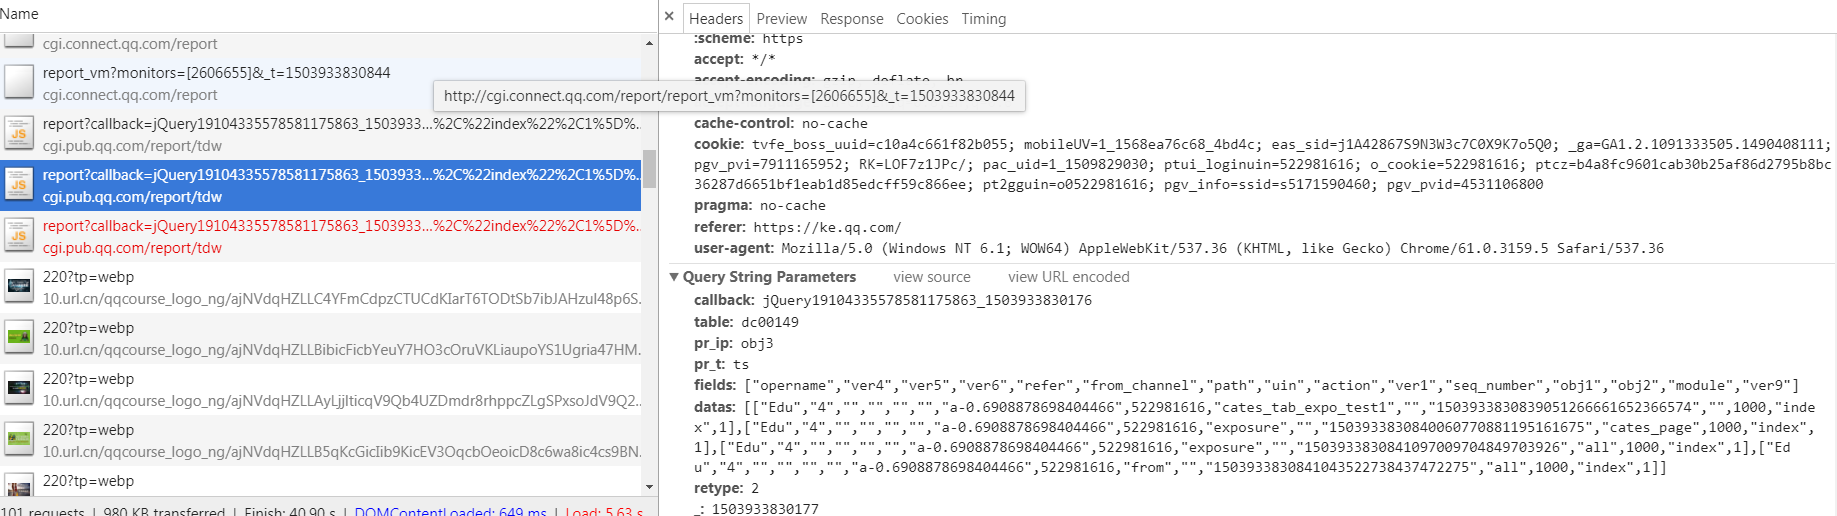 Name
cgi.connect.qq.com/report
report_vm?monitors=[2606655]&_t=1503933830844
cgi.connect.qq.com/report
report?callback=jQuery19104335578581175863_1503933...%2C%22index%22%2C1%5D%..
cgi.pub.qq.com/report/tdw
report?callback=jQuery19104335578581175863_1503933...%2C%22index%22%2C1%5D%..
cgi.pub.qq.com/report/tdw
report?callback=jQuery19104335578581175863_1503933...%2C%22index%22%2C1%5D%..
cgi.pub.qq.com/report/tdw
220?tp=webp
10.url.cn/qqcourse_logo_ng/ajNVdqHZLLC4YFmCdpzCTUCdKIarT6TODtSb7ibJAHzuI48p6S..
220?tp=webp
10.url.cn/qqcourse_logo_ng/ajNVdqHZLLBibicFicbYeuY7HO3cOruVKLiaupoYS1Ugria47HM..
220?tp=webp
10.url.cn/qqcourse_logo_ng/ajNVdqHZLLAyLjjlticqV9Qb4UZDmdr8rhppcZLgSPxsoJdV9Q2..
220?tp=webp
10.url.cn/qqcourse_logo_ng/ajNVdqHZLLB5qKcGicIib9KicEV3OqcbOeoicD8c6wa8ic4cs9BN..
220?tp=webp
101 requests | 980 KB transferred | Finish: 40.90 s | DOMContentLoaded: 649 ms | Load: 5.63 s
× Headers Preview Response Cookies Timing
:scheme: https
accept: */*
accept-encoding: gzip, deflate, br
http://cgi.connect.qq.com/report/report_vm?monitors=[2606655]&_t=1503933830844
cache-control: no-cache
cookie: tvfe_boss_uuid=c10a4c661f82b055; mobileUV=1_1568ea76c68_4bd4c; eas_sid=j1A42867S9N3W3c7C0X9K7o5Q0; _ga=GA1.2.1091333505.1490408111;
pgv_pvi=7911165952; RK=LOF7z1JPc/; pac_uid=1_1509829030; ptui_loginuin=522981616; o_cookie=522981616; ptcz=b4a8fc9601cab30b25af86d2795b8bc
36287d6651bf1eab1d85edcff59c866ee; pt2gguin=o0522981616; pgv_info=ssid=s5171590460; pgv_pvid=4531106800
pragma: no-cache
referer: https://ke.qq.com/
user-agent: Mozilla/5.0 (Windows NT 6.1; WOW64) AppleWebKit/537.36 (KHTML, like Gecko) Chrome/61.0.3159.5 Safari/537.36
▼Query String Parameters view source view URL encoded
callback: jQuery19104335578581175863_1503933830176
table: dc00149
pr_ip: obj3
pr_t: ts
fields: ["opername","ver4","ver5","ver6","refer","from_channel","path","uin","action","ver1","seq_number","obj1","obj2","module","ver9"]
datas: [["Edu","4","","","","","a-0.6908878698404466",522981616,"cates_tab_expo_test1","","1503933830839051266661652366574","",1000,"inde
x",1],["Edu","4","","","","","a-0.6908878698404466",522981616,"exposure","","1503933830840060770881195161675","cates_page",1000,"index",
1],["Edu","4","","","","","a-0.6908878698404466",522981616,"exposure","","1503933830841097009704849703926","all",1000,"index",1],["Ed
u","4","","","","","a-0.6908878698404466",522981616,"from","","1503933830841043522738437472275","all",1000,"index",1]]
retype: 2
_: 1503933830177